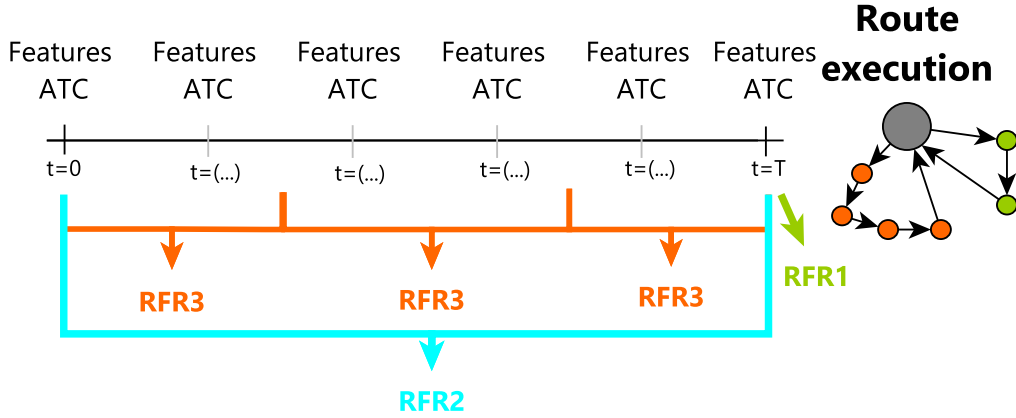 Route
execution
Features Features Features Features Features Features
ATC ATC ATC ATC ATC ATC
t=0 t=(...) t=(...) t=(...) t=(...) t=T
RFR1
RFR3 RFR3 RFR3
RFR2